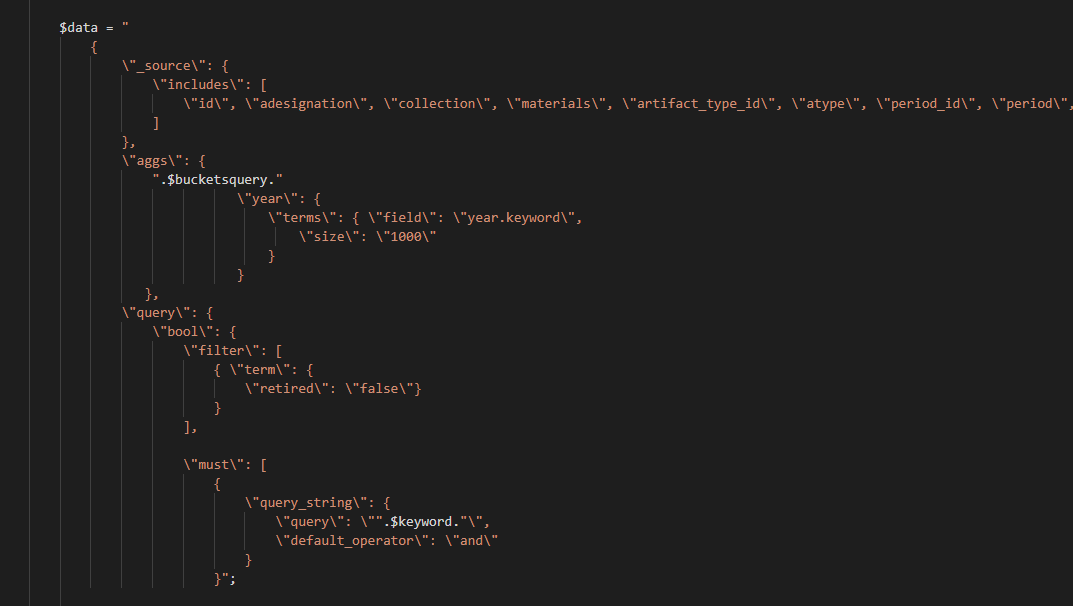 $data = "
{
\"_source\": {
\"includes\": [
\"id\", \"adesignation\", \"collection\", \"materials\", \"artifact_type_id\", \"atype\", \"period_id\", \"period\",
]
},
\"aggs\": {
".$bucketsquery."
\"year\": {
\"terms\": { \"field\": \"year.keyword\",
\"size\": \"1000\"
}
}
},
\"query\": {
\"bool\": {
\"filter\": [
{ \"term\": {
\"retired\": \"false\"}
}
],
\"must\": [
{
\"query_string\": {
\"query\": \"".$keyword."\",
\"default_operator\": \"and\"
}
}";